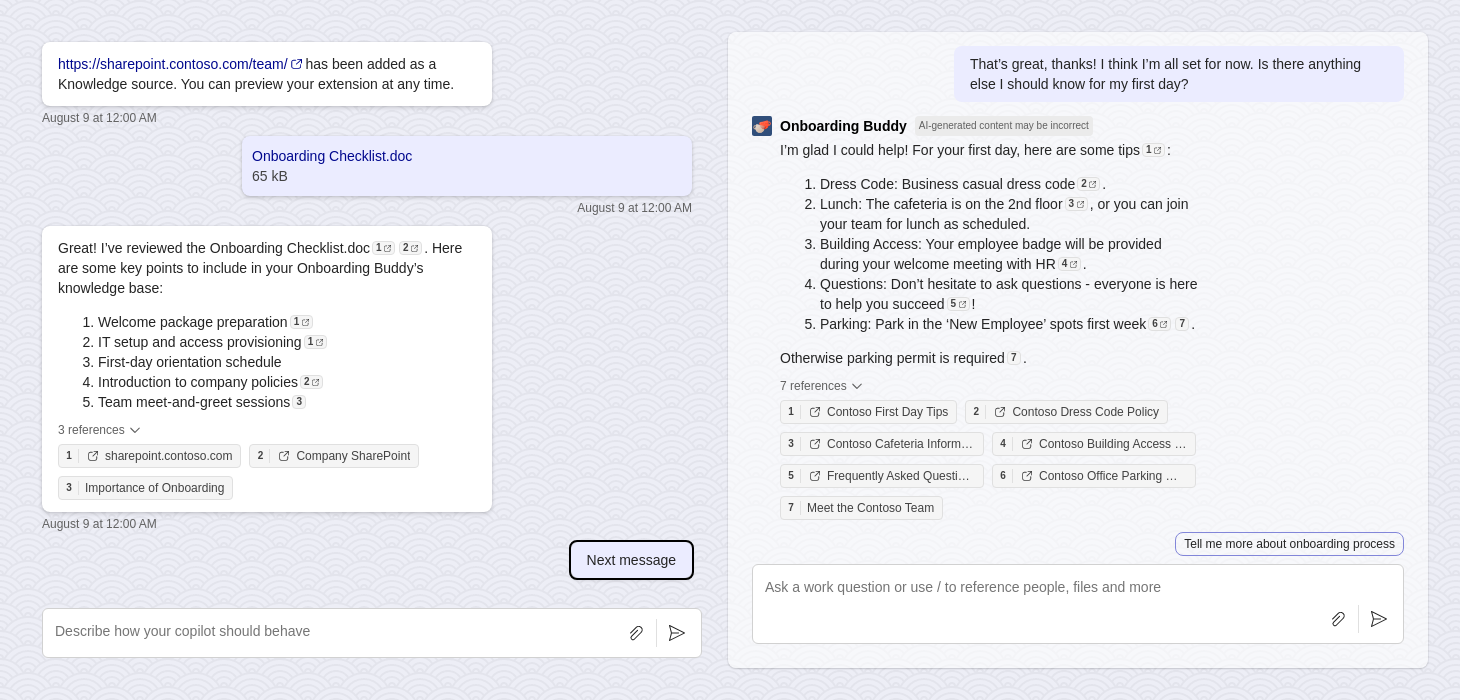 https://sharepoint.contoso.com/team/ has been added as a
Knowledge source. You can preview your extension at any time.
August 9 at 12:00 AM
Onboarding Checklist.doc
65 kB
August 9 at 12:00 AM
Great! I’ve reviewed the Onboarding Checklist.doc 1 2 . Here
are some key points to include in your Onboarding Buddy’s
knowledge base:
1. Welcome package preparation 1
2. IT setup and access provisioning 1
3. First-day orientation schedule
4. Introduction to company policies 2
5. Team meet-and-greet sessions 3
3 references
1 sharepoint.contoso.com 2 Company SharePoint
3 Importance of Onboarding
August 9 at 12:00 AM
Next message
Describe how your copilot should behave
That’s great, thanks! I think I’m all set for now. Is there anything
else I should know for my first day?
Onboarding Buddy AI-generated content may be incorrect
I’m glad I could help! For your first day, here are some tips 1 :
1. Dress Code: Business casual dress code 2 .
2. Lunch: The cafeteria is on the 2nd floor 3 , or you can join
your team for lunch as scheduled.
3. Building Access: Your employee badge will be provided
during your welcome meeting with HR 4 .
4. Questions: Don’t hesitate to ask questions - everyone is here
to help you succeed 5 !
5. Parking: Park in the ‘New Employee’ spots first week 6 7 .
Otherwise parking permit is required 7 .
7 references
1 Contoso First Day Tips 2 Contoso Dress Code Policy
3 Contoso Cafeteria Inform… 4 Contoso Building Access …
5 Frequently Asked Questi… 6 Contoso Office Parking …
7 Meet the Contoso Team
Tell me more about onboarding process
Ask a work question or use / to reference people, files and more